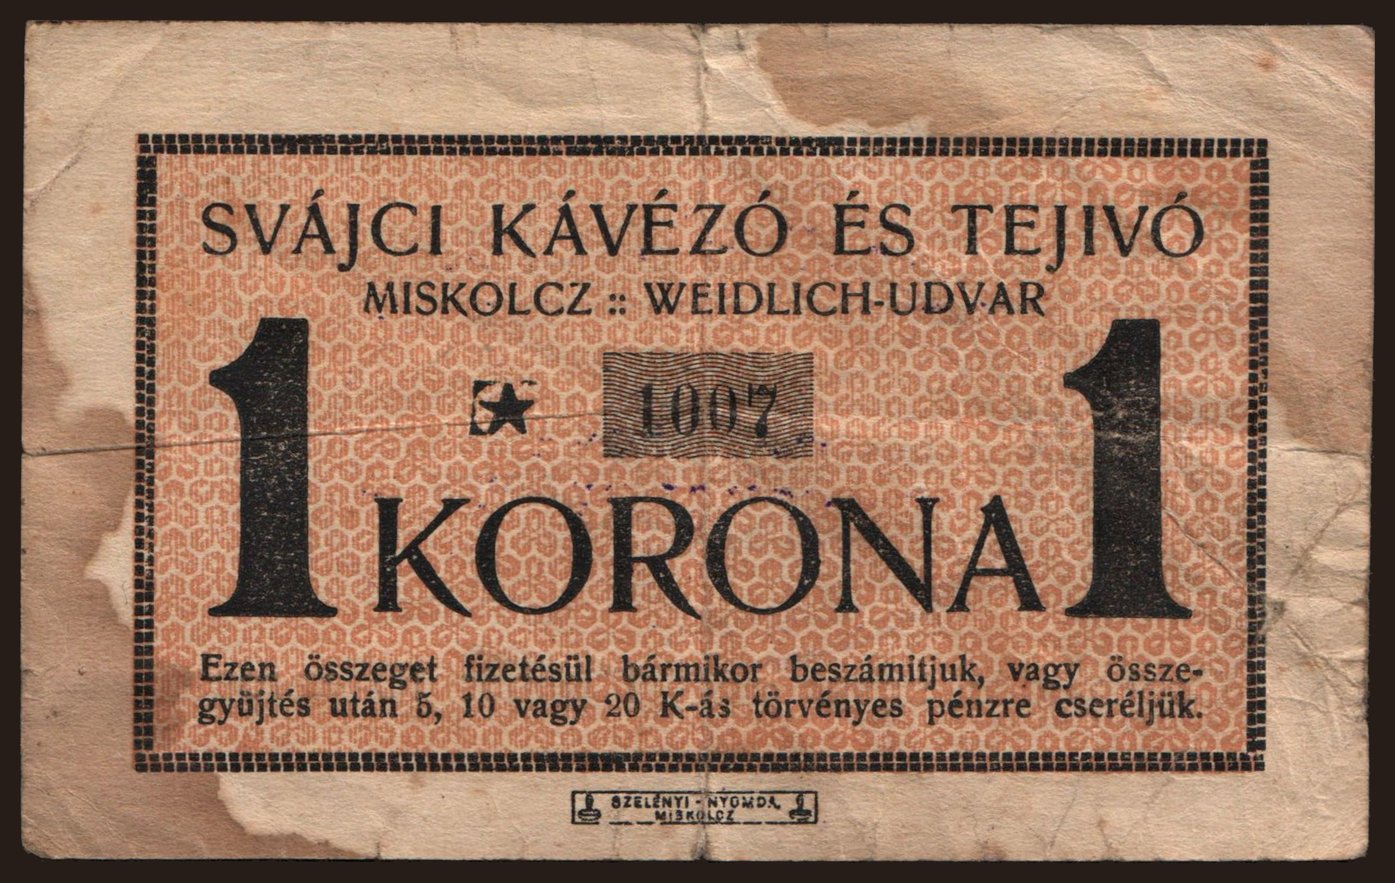 SVÁJCI KÁVÉZÓ ÉS TEJIVÓ
MISKOLCZ :: WEIDLICH-UDVAR
1 1007 1
KORONA
Ezen összeget fizetésül bármikor beszámitjuk, vagy össze-
gyüjtés után 5, 10 vagy 20 K-ás törvényes pénzre cseréljük.
SZELÉNYI - NYOMDA,
MISKOLCZ